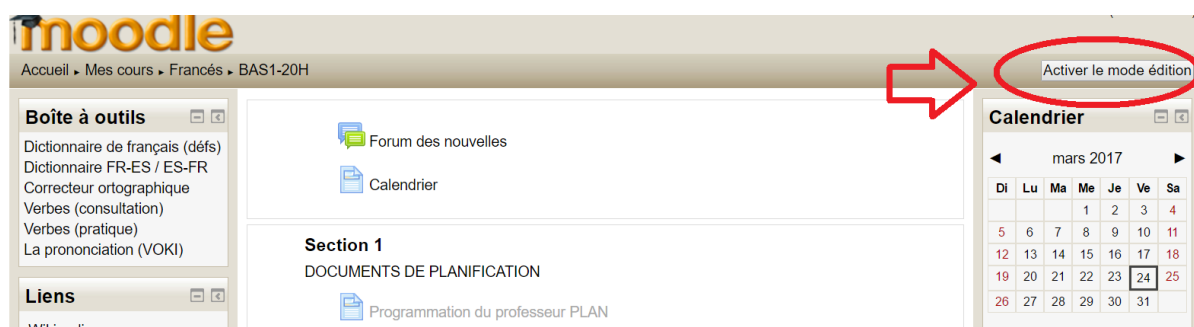 moodle
Accueil ▸ Mes cours ▸ Francés ▸ BAS1-20H
Activer le mode édition
Boîte à outils
Dictionnaire de français (défs)
Dictionnaire FR-ES / ES-FR
Correcteur ortographique
Verbes (consultation)
Verbes (pratique)
La prononciation (VOKI)
Liens
Forum des nouvelles
Calendrier
Section 1
DOCUMENTS DE PLANIFICATION
Programmation du professeur PLAN
Calendrier
◄ mars 2017 ►
Di Lu Ma Me Je Ve Sa
1 2 3 4
5 6 7 8 9 10 11
12 13 14 15 16 17 18
19 20 21 22 23 24 25
26 27 28 29 30 31